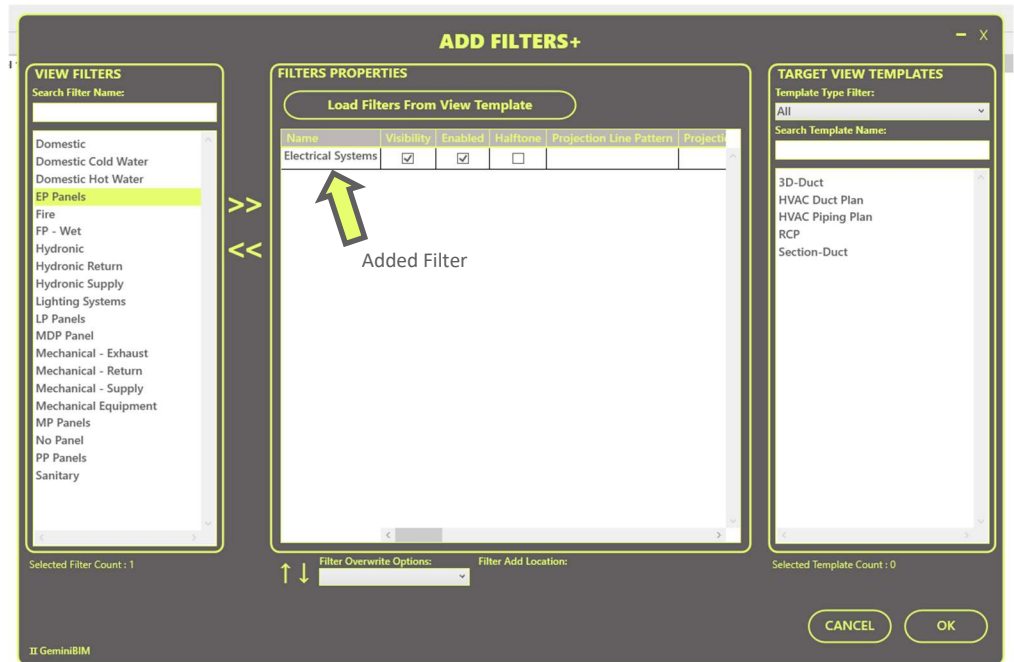 ADD FILTERS+
- X
VIEW FILTERS
Search Filter Name:
Domestic
Domestic Cold Water
Domestic Hot Water
EP Panels
Fire
FP - Wet
Hydronic
Hydronic Return
Hydronic Supply
Lighting Systems
LP Panels
MDP Panel
Mechanical - Exhaust
Mechanical - Return
Mechanical - Supply
Mechanical Equipment
MP Panels
No Panel
PP Panels
Sanitary
Selected Filter Count : 1
>>
<<
FILTERS PROPERTIES
Load Filters From View Template
Name Visibility Enabled Halftone Projection Line Pattern Projecti
Electrical Systems
Added Filter
Filter Overwrite Options: Filter Add Location:
TARGET VIEW TEMPLATES
Template Type Filter:
All
Search Template Name:
3D-Duct
HVAC Duct Plan
HVAC Piping Plan
RCP
Section-Duct
Selected Template Count : 0
CANCEL OK
II GeminiBIM